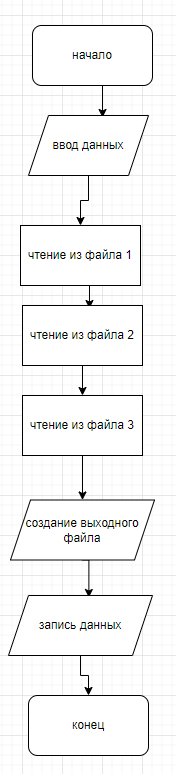 начало
ввод данных
чтение из файла 1
чтение из файла 2
чтение из файла 3
создание выходного
файла
запись данных
конец